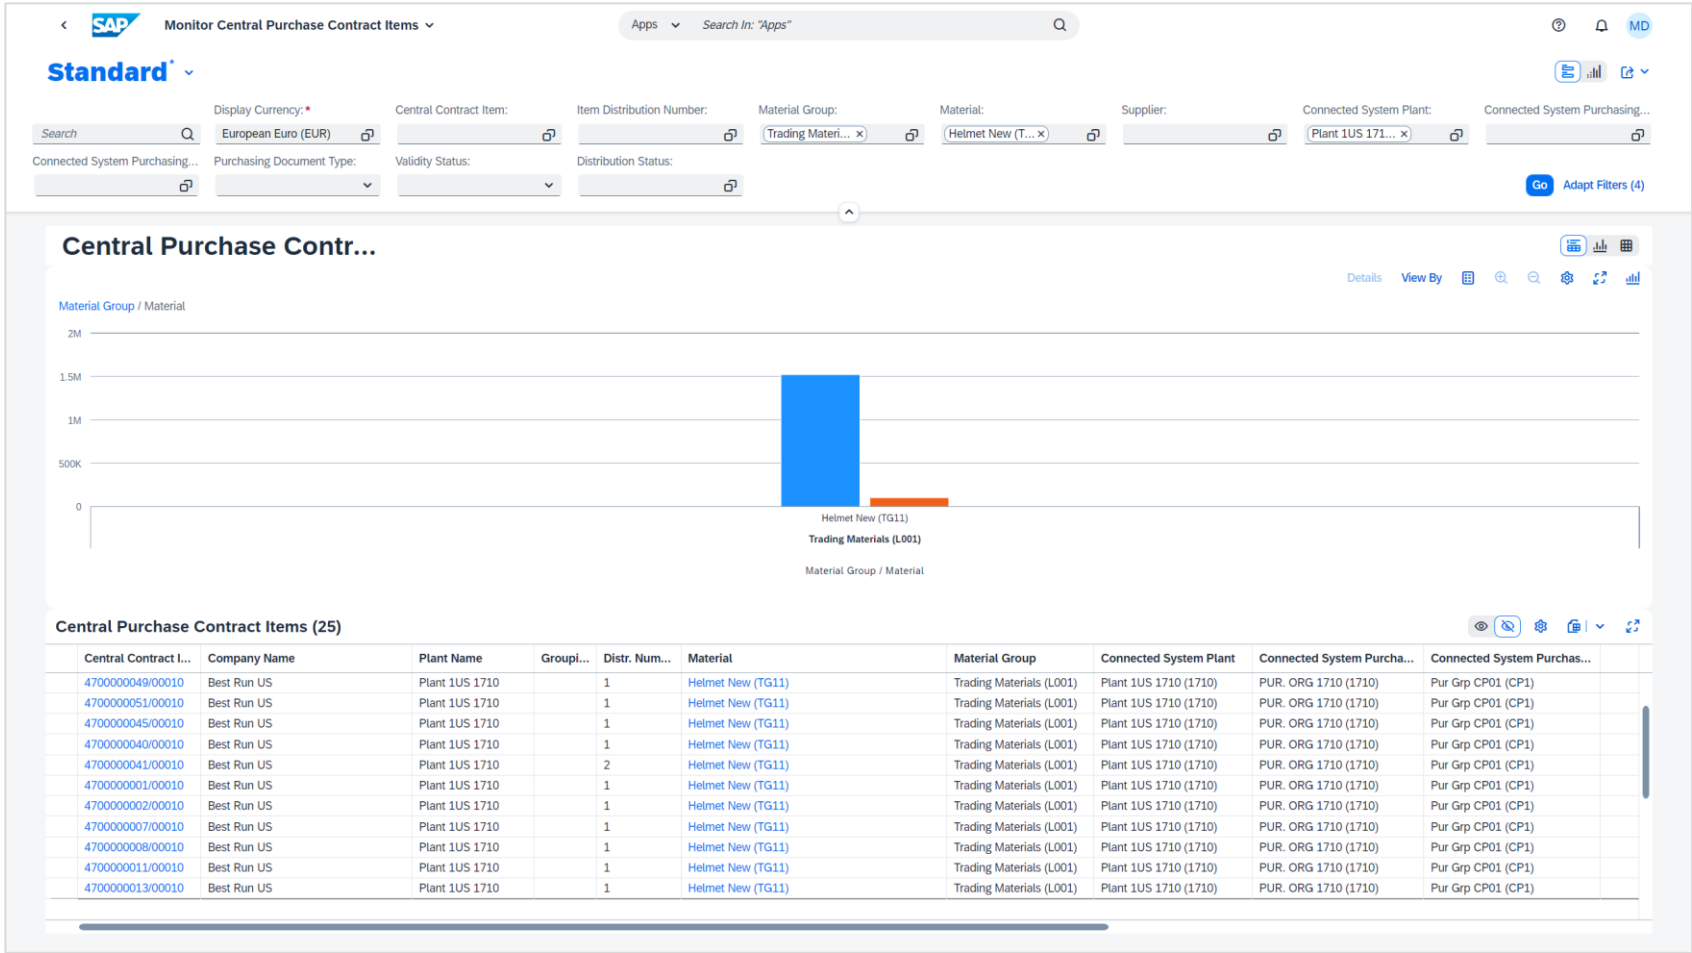 SAP Monitor Central Purchase Contract Items Apps Search In: "Apps" MD
Standard*
Display Currency:* Central Contract Item: Item Distribution Number: Material Group: Material: Supplier: Connected System Plant: Connected System Purchasing...
Search European Euro (EUR) Trading Materi... Helmet New (T... Plant 1US 171...
Connected System Purchasing... Purchasing Document Type: Validity Status: Distribution Status:
Go Adapt Filters (4)
Central Purchase Contr...
Details View By
Material Group / Material
2M
1.5M
1M
500K
0
Helmet New (TG11)
Trading Materials (L001)
Material Group / Material
Central Purchase Contract Items (25)
Central Contract I... Company Name Plant Name Groupi... Distr. Num... Material Material Group Connected System Plant Connected System Purcha... Connected System Purchas...
4700000049/00010 Best Run US Plant 1US 1710 1 Helmet New (TG11) Trading Materials (L001) Plant 1US 1710 (1710) PUR. ORG 1710 (1710) Pur Grp CP01 (CP1)
4700000051/00010 Best Run US Plant 1US 1710 1 Helmet New (TG11) Trading Materials (L001) Plant 1US 1710 (1710) PUR. ORG 1710 (1710) Pur Grp CP01 (CP1)
4700000045/00010 Best Run US Plant 1US 1710 1 Helmet New (TG11) Trading Materials (L001) Plant 1US 1710 (1710) PUR. ORG 1710 (1710) Pur Grp CP01 (CP1)
4700000040/00010 Best Run US Plant 1US 1710 1 Helmet New (TG11) Trading Materials (L001) Plant 1US 1710 (1710) PUR. ORG 1710 (1710) Pur Grp CP01 (CP1)
4700000041/00010 Best Run US Plant 1US 1710 2 Helmet New (TG11) Trading Materials (L001) Plant 1US 1710 (1710) PUR. ORG 1710 (1710) Pur Grp CP01 (CP1)
4700000001/00010 Best Run US Plant 1US 1710 1 Helmet New (TG11) Trading Materials (L001) Plant 1US 1710 (1710) PUR. ORG 1710 (1710) Pur Grp CP01 (CP1)
4700000002/00010 Best Run US Plant 1US 1710 1 Helmet New (TG11) Trading Materials (L001) Plant 1US 1710 (1710) PUR. ORG 1710 (1710) Pur Grp CP01 (CP1)
4700000007/00010 Best Run US Plant 1US 1710 1 Helmet New (TG11) Trading Materials (L001) Plant 1US 1710 (1710) PUR. ORG 1710 (1710) Pur Grp CP01 (CP1)
4700000008/00010 Best Run US Plant 1US 1710 1 Helmet New (TG11) Trading Materials (L001) Plant 1US 1710 (1710) PUR. ORG 1710 (1710) Pur Grp CP01 (CP1)
4700000011/00010 Best Run US Plant 1US 1710 1 Helmet New (TG11) Trading Materials (L001) Plant 1US 1710 (1710) PUR. ORG 1710 (1710) Pur Grp CP01 (CP1)
4700000013/00010 Best Run US Plant 1US 1710 1 Helmet New (TG11) Trading Materials (L001) Plant 1US 1710 (1710) PUR. ORG 1710 (1710) Pur Grp CP01 (CP1)